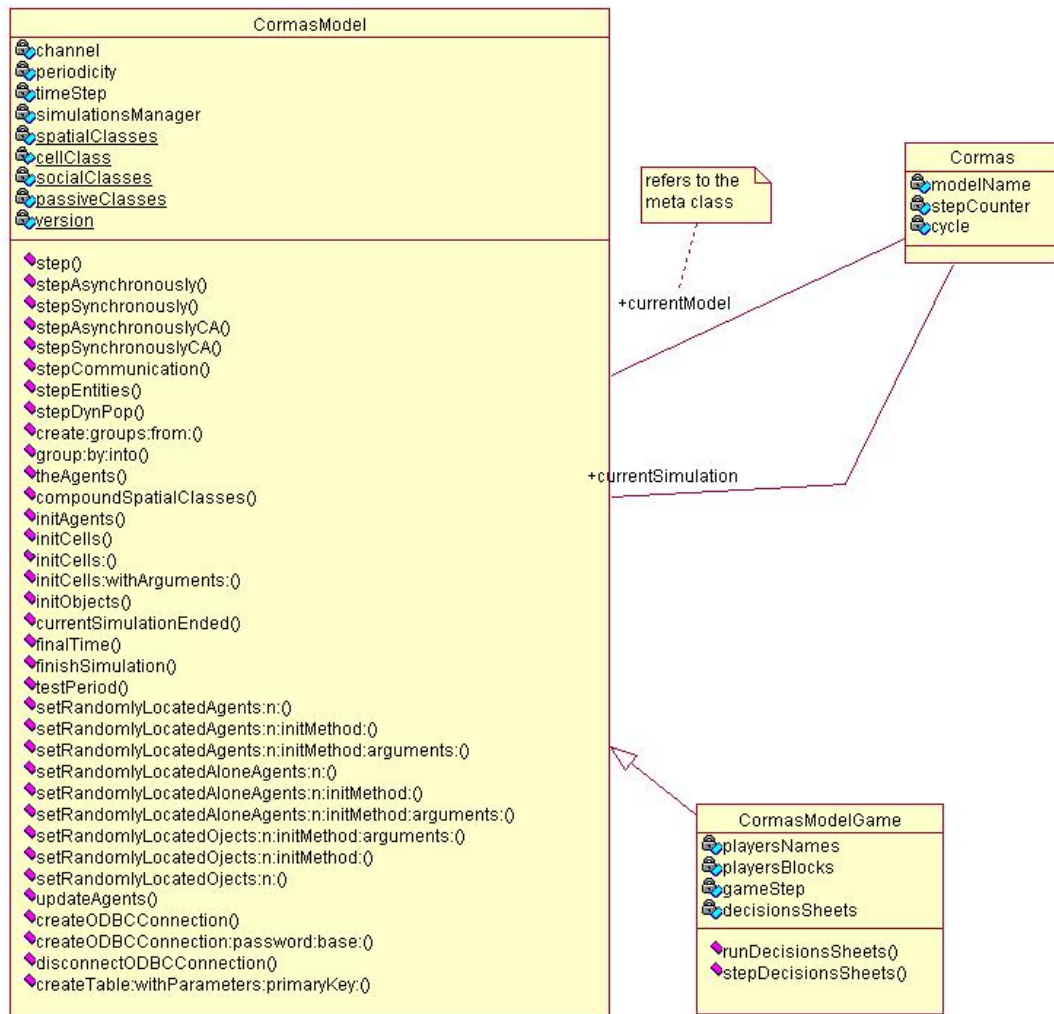 CormasModel
channel
periodicity
timeStep
simulationsManager
spatialClasses
cellClass
socialClasses
passiveClasses
version
step()
stepAsynchronously()
stepSynchronously()
stepAsynchronouslyCA()
stepSynchronouslyCA()
stepCommunication()
stepEntities()
stepDynPop()
create:groups:from:()
group:by:into()
theAgents()
compoundSpatialClasses()
initAgents()
initCells()
initCells:()
initCells:withArguments:()
initObjects()
currentSimulationEnded()
finalTime()
finishSimulation()
testPeriod()
setRandomlyLocatedAgents:n:()
setRandomlyLocatedAgents:n:initMethod:()
setRandomlyLocatedAgents:n:initMethod:arguments:()
setRandomlyLocatedAloneAgents:n:()
setRandomlyLocatedAloneAgents:n:initMethod:()
setRandomlyLocatedAloneAgents:n:initMethod:arguments:()
setRandomlyLocatedOjects:n:initMethod:arguments:()
setRandomlyLocatedOjects:n:initMethod:()
setRandomlyLocatedOjects:n:()
updateAgents()
createODBCConnection()
createODBCConnection:password:base:()
disconnectODBCConnection()
createTable:withParameters:primaryKey:()
refers to the
meta class
+currentModel
+currentSimulation
Cormas
modelName
stepCounter
cycle
CormasModelGame
playersNames
playersBlocks
gameStep
decisionsSheets
runDecisionsSheets()
stepDecisionsSheets()